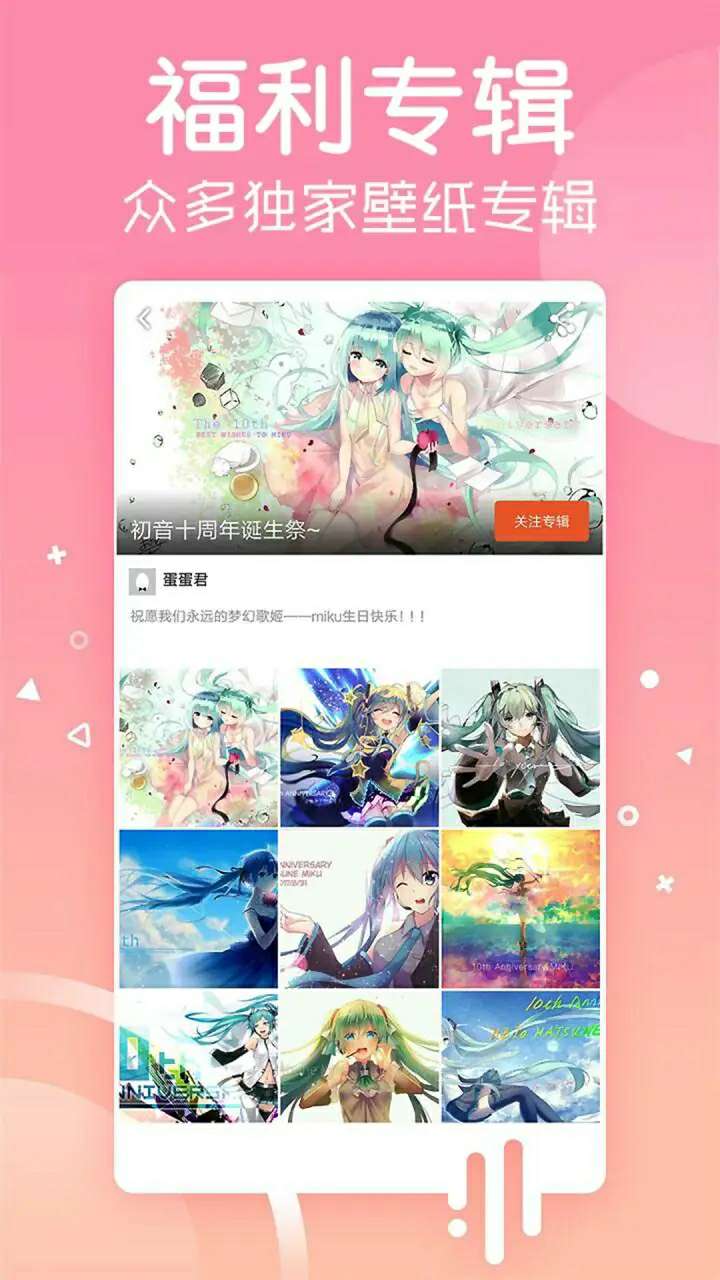 福利专辑
众多独家壁纸专辑
The 10th
BEST WISHES TO MIKU
初音十周年诞生祭~
关注专辑
蛋蛋君
祝愿我们永远的梦幻歌姬——miku生日快乐！！！
ANNIVERSARY
10th Anniversary MIKU
10th